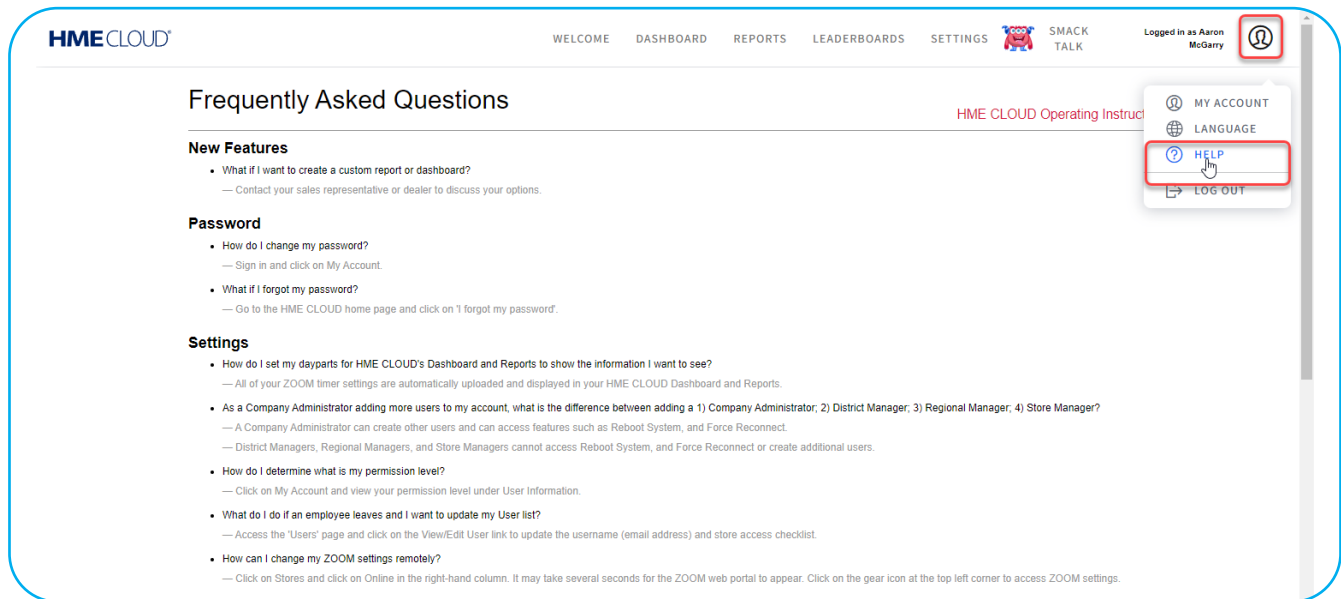 HME CLOUD®
WELCOME DASHBOARD REPORTS LEADERBOARDS SETTINGS SMACK TALK
Logged in as Aaron McGarry
MY ACCOUNT
LANGUAGE
HELP
LOG OUT
Frequently Asked Questions
HME CLOUD Operating Instruct
New Features
• What if I want to create a custom report or dashboard?
— Contact your sales representative or dealer to discuss your options.
Password
• How do I change my password?
— Sign in and click on My Account.
• What if I forgot my password?
— Go to the HME CLOUD home page and click on 'I forgot my password'.
Settings
• How do I set my dayparts for HME CLOUD's Dashboard and Reports to show the information I want to see?
— All of your ZOOM timer settings are automatically uploaded and displayed in your HME CLOUD Dashboard and Reports.
• As a Company Administrator adding more users to my account, what is the difference between adding a 1) Company Administrator; 2) District Manager; 3) Regional Manager; 4) Store Manager?
— A Company Administrator can create other users and can access features such as Reboot System, and Force Reconnect.
— District Managers, Regional Managers, and Store Managers cannot access Reboot System, and Force Reconnect or create additional users.
• How do I determine what is my permission level?
— Click on My Account and view your permission level under User Information.
• What do I do if an employee leaves and I want to update my User list?
— Access the 'Users' page and click on the View/Edit User link to update the username (email address) and store access checklist.
• How can I change my ZOOM settings remotely?
— Click on Stores and click on Online in the right-hand column. It may take several seconds for the ZOOM web portal to appear. Click on the gear icon at the top left corner to access ZOOM settings.